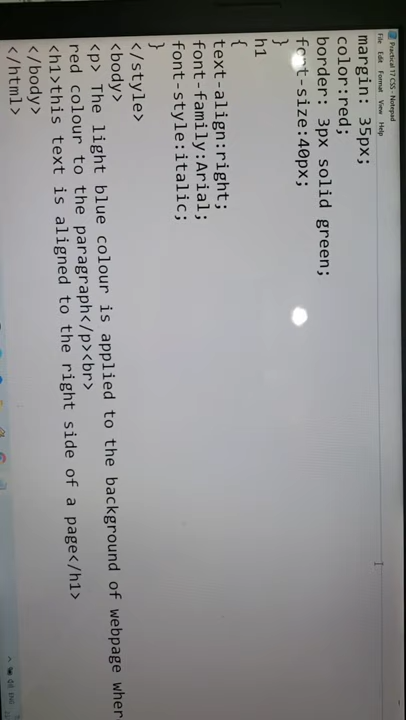 Practical 17 CSS - Notepad
File Edit Format View Help
margin: 35px;
color:red;
border: 3px solid green;
font-size:40px;
}
h1
{
text-align:right;
font-family:Arial;
font-style:italic;
}
</style>
<body>
<p> The light blue colour is applied to the background of webpage wher
red colour to the paragraph</p><br>
<h1>this text is aligned to the right side of a page</h1>
</body>
</html>
ENG